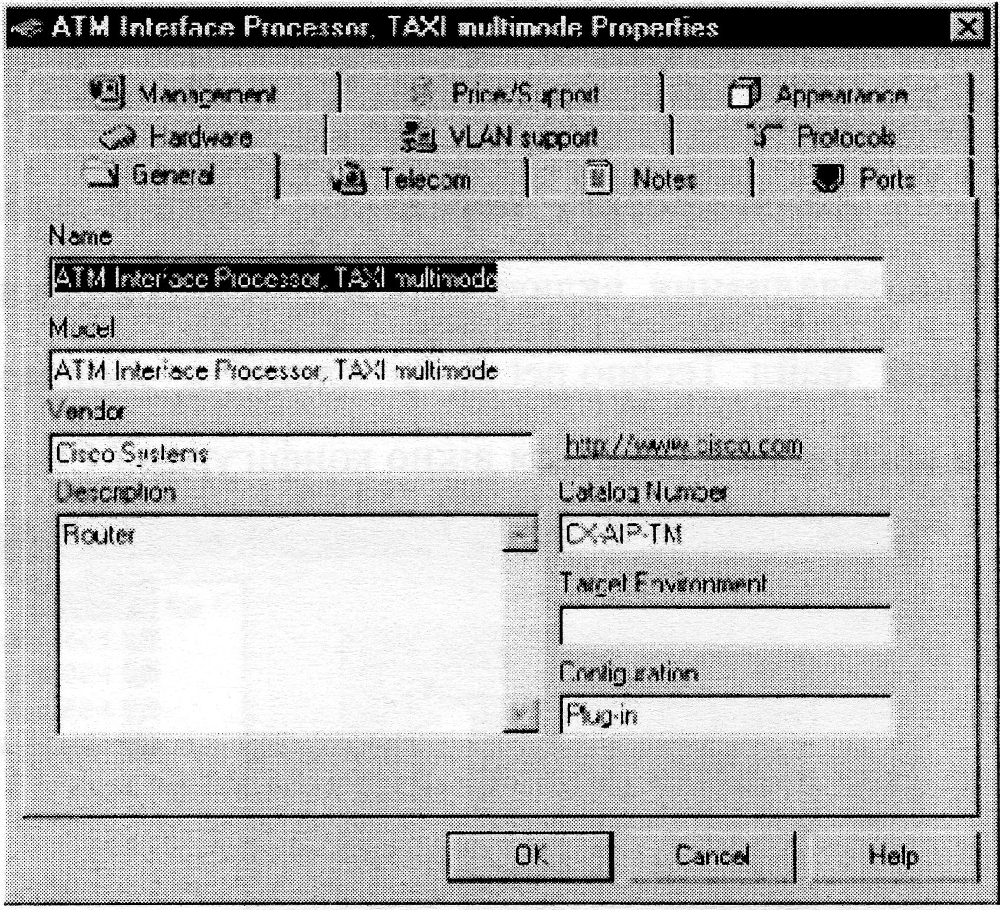 ATM Interface Processor, TAXI multimode Properties
Management Price/Support Appearance
Hardware VLAN support Protocols
General Telecom Notes Ports
Name
ATM Interface Processor, TAXI multimode
Model
ATM Interface Processor, TAXI multimode
Vendor
Cisco Systems http://www.cisco.com
Description Catalog Number
Router CX-AIP-TM
Target Environment
Configuration
Plug-in
OK Cancel Help